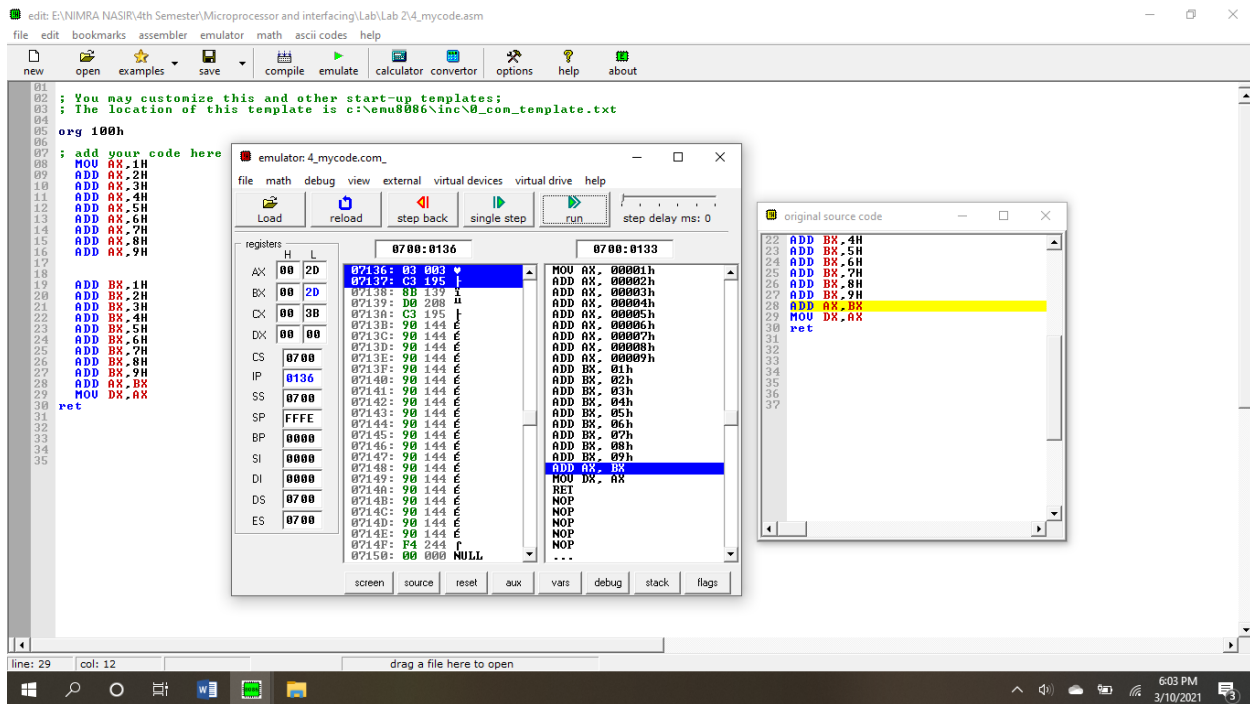 edit: E:\NIMRA NASIR\4th Semester\Microprocessor and interfacing\Lab\Lab 2\4_mycode.asm
file edit bookmarks assembler emulator math ascii codes help
new open examples save compile emulate calculator convertor options help about
01
02 ; You may customize this and other start-up templates;
03 ; The location of this template is c:\emu8086\inc\0_com_template.txt
04
05 org 100h
06
07 ; add your code here
08 MOV AX,1H
09 ADD AX,2H
10 ADD AX,3H
11 ADD AX,4H
12 ADD AX,5H
13 ADD AX,6H
14 ADD AX,7H
15 ADD AX,8H
16 ADD AX,9H
17
18
19 ADD BX,1H
20 ADD BX,2H
21 ADD BX,3H
22 ADD BX,4H
23 ADD BX,5H
24 ADD BX,6H
25 ADD BX,7H
26 ADD BX,8H
27 ADD BX,9H
28 ADD AX,BX
29 MOV DX,AX
30 ret
31
32
33
34
35
emulator: 4_mycode.com_
file math debug view external virtual devices virtual drive help
Load reload step back single step run step delay ms: 0
registers
H L
AX 00 2D
BX 00 2D
CX 00 3B
DX 00 00
CS 0700
IP 0136
SS 0700
SP FFFE
BP 0000
SI 0000
DI 0000
DS 0700
ES 0700
0700:0136
07136: 03 003 ♥
07137: C3 195 ├
07138: 8B 139 ï
07139: D0 208 ╨
0713A: C3 195 ├
0713B: 90 144 É
0713C: 90 144 É
0713D: 90 144 É
0713E: 90 144 É
0713F: 90 144 É
07140: 90 144 É
07141: 90 144 É
07142: 90 144 É
07143: 90 144 É
07144: 90 144 É
07145: 90 144 É
07146: 90 144 É
07147: 90 144 É
07148: 90 144 É
07149: 90 144 É
0714A: 90 144 É
0714B: 90 144 É
0714C: 90 144 É
0714D: 90 144 É
0714E: 90 144 É
0714F: F4 244 ⌠
07150: 00 000 NULL
0700:0133
MOV AX, 00001h
ADD AX, 00002h
ADD AX, 00003h
ADD AX, 00004h
ADD AX, 00005h
ADD AX, 00006h
ADD AX, 00007h
ADD AX, 00008h
ADD AX, 00009h
ADD BX, 01h
ADD BX, 02h
ADD BX, 03h
ADD BX, 04h
ADD BX, 05h
ADD BX, 06h
ADD BX, 07h
ADD BX, 08h
ADD BX, 09h
ADD AX, BX
MOV DX, AX
RET
NOP
NOP
NOP
NOP
NOP
...
screen source reset aux vars debug stack flags
original source code
22 ADD BX,4H
23 ADD BX,5H
24 ADD BX,6H
25 ADD BX,7H
26 ADD BX,8H
27 ADD BX,9H
28 ADD AX,BX
29 MOV DX,AX
30 ret
31
32
33
34
35
36
37
line: 29 col: 12 drag a file here to open
6:03 PM
3/10/2021
3